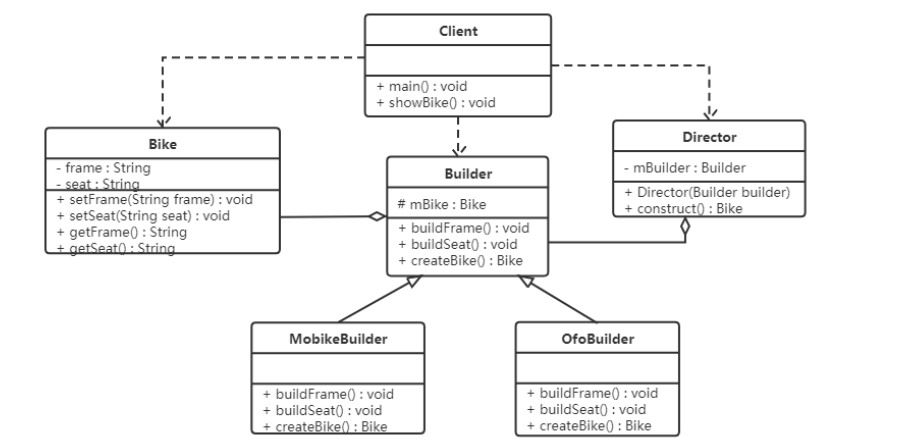 Client
+ main() : void
+ showBike() : void
Bike
- frame : String
- seat : String
+ setFrame(String frame) : void
+ setSeat(String seat) : void
+ getFrame() : String
+ getSeat() : String
Builder
# mBike : Bike
+ buildFrame() : void
+ buildSeat() : void
+ createBike() : Bike
Director
- mBuilder : Builder
+ Director(Builder builder)
+ construct() : Bike
MobikeBuilder
+ buildFrame() : void
+ buildSeat() : void
+ createBike() : Bike
OfoBuilder
+ buildFrame() : void
+ buildSeat() : void
+ createBike() : Bike